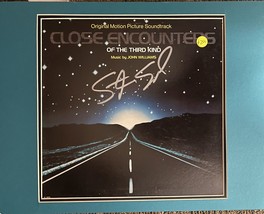 Original Motion Picture Soundtrack
CLOSE ENCOUNTERS
OF THE THIRD KIND
Music by JOHN WILLIAMS